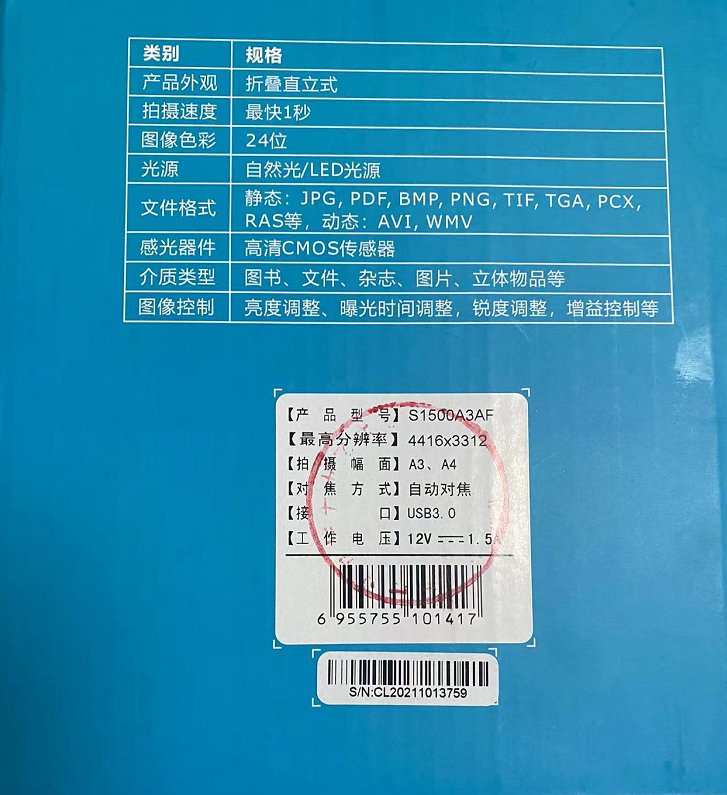 类别 规格
产品外观 折叠直立式
拍摄速度 最快1秒
图像色彩 24位
光源 自然光/LED光源
文件格式 静态：JPG, PDF, BMP, PNG, TIF, TGA, PCX,
RAS等，动态：AVI, WMV
感光器件 高清CMOS传感器
介质类型 图书、文件、杂志、图片、立体物品等
图像控制 亮度调整、曝光时间调整，锐度调整，增益控制等
【产品型号】S1500A3AF
【最高分辨率】4416x3312
【拍摄幅面】A3、A4
【对焦方式】自动对焦
【接口】USB3.0
【工作电压】12V ⎓ 1.5A
6 955755 101417
S/N:CL20211013759